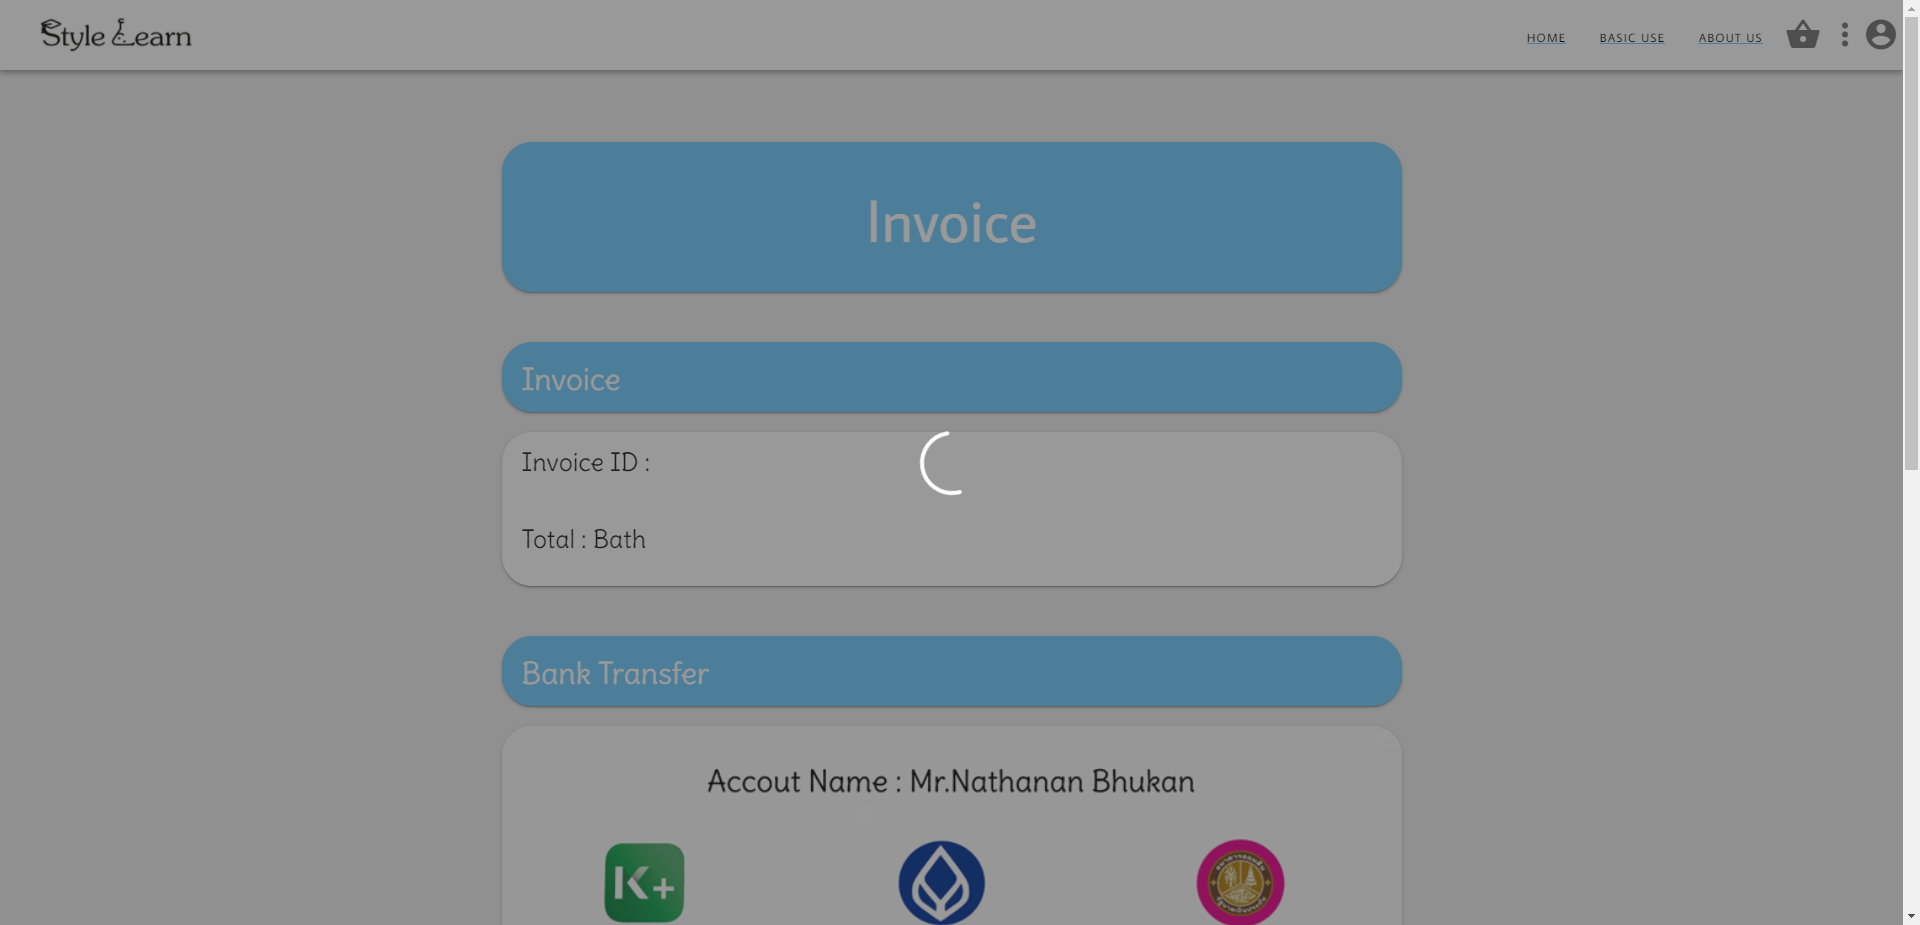 Style Learn
HOME BASIC USE ABOUT US
Invoice
Invoice
Invoice ID :
Total : Bath
Bank Transfer
Accout Name : Mr.Nathanan Bhukan
K+